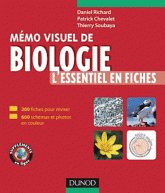 Daniel Richard
Patrick Chevalet
Thierry Soubaya
MÉMO VISUEL DE
BIOLOGIE
L'ESSENTIEL EN FICHES
200 fiches pour réviser
600 schémas et photos
en couleur
DUNOD